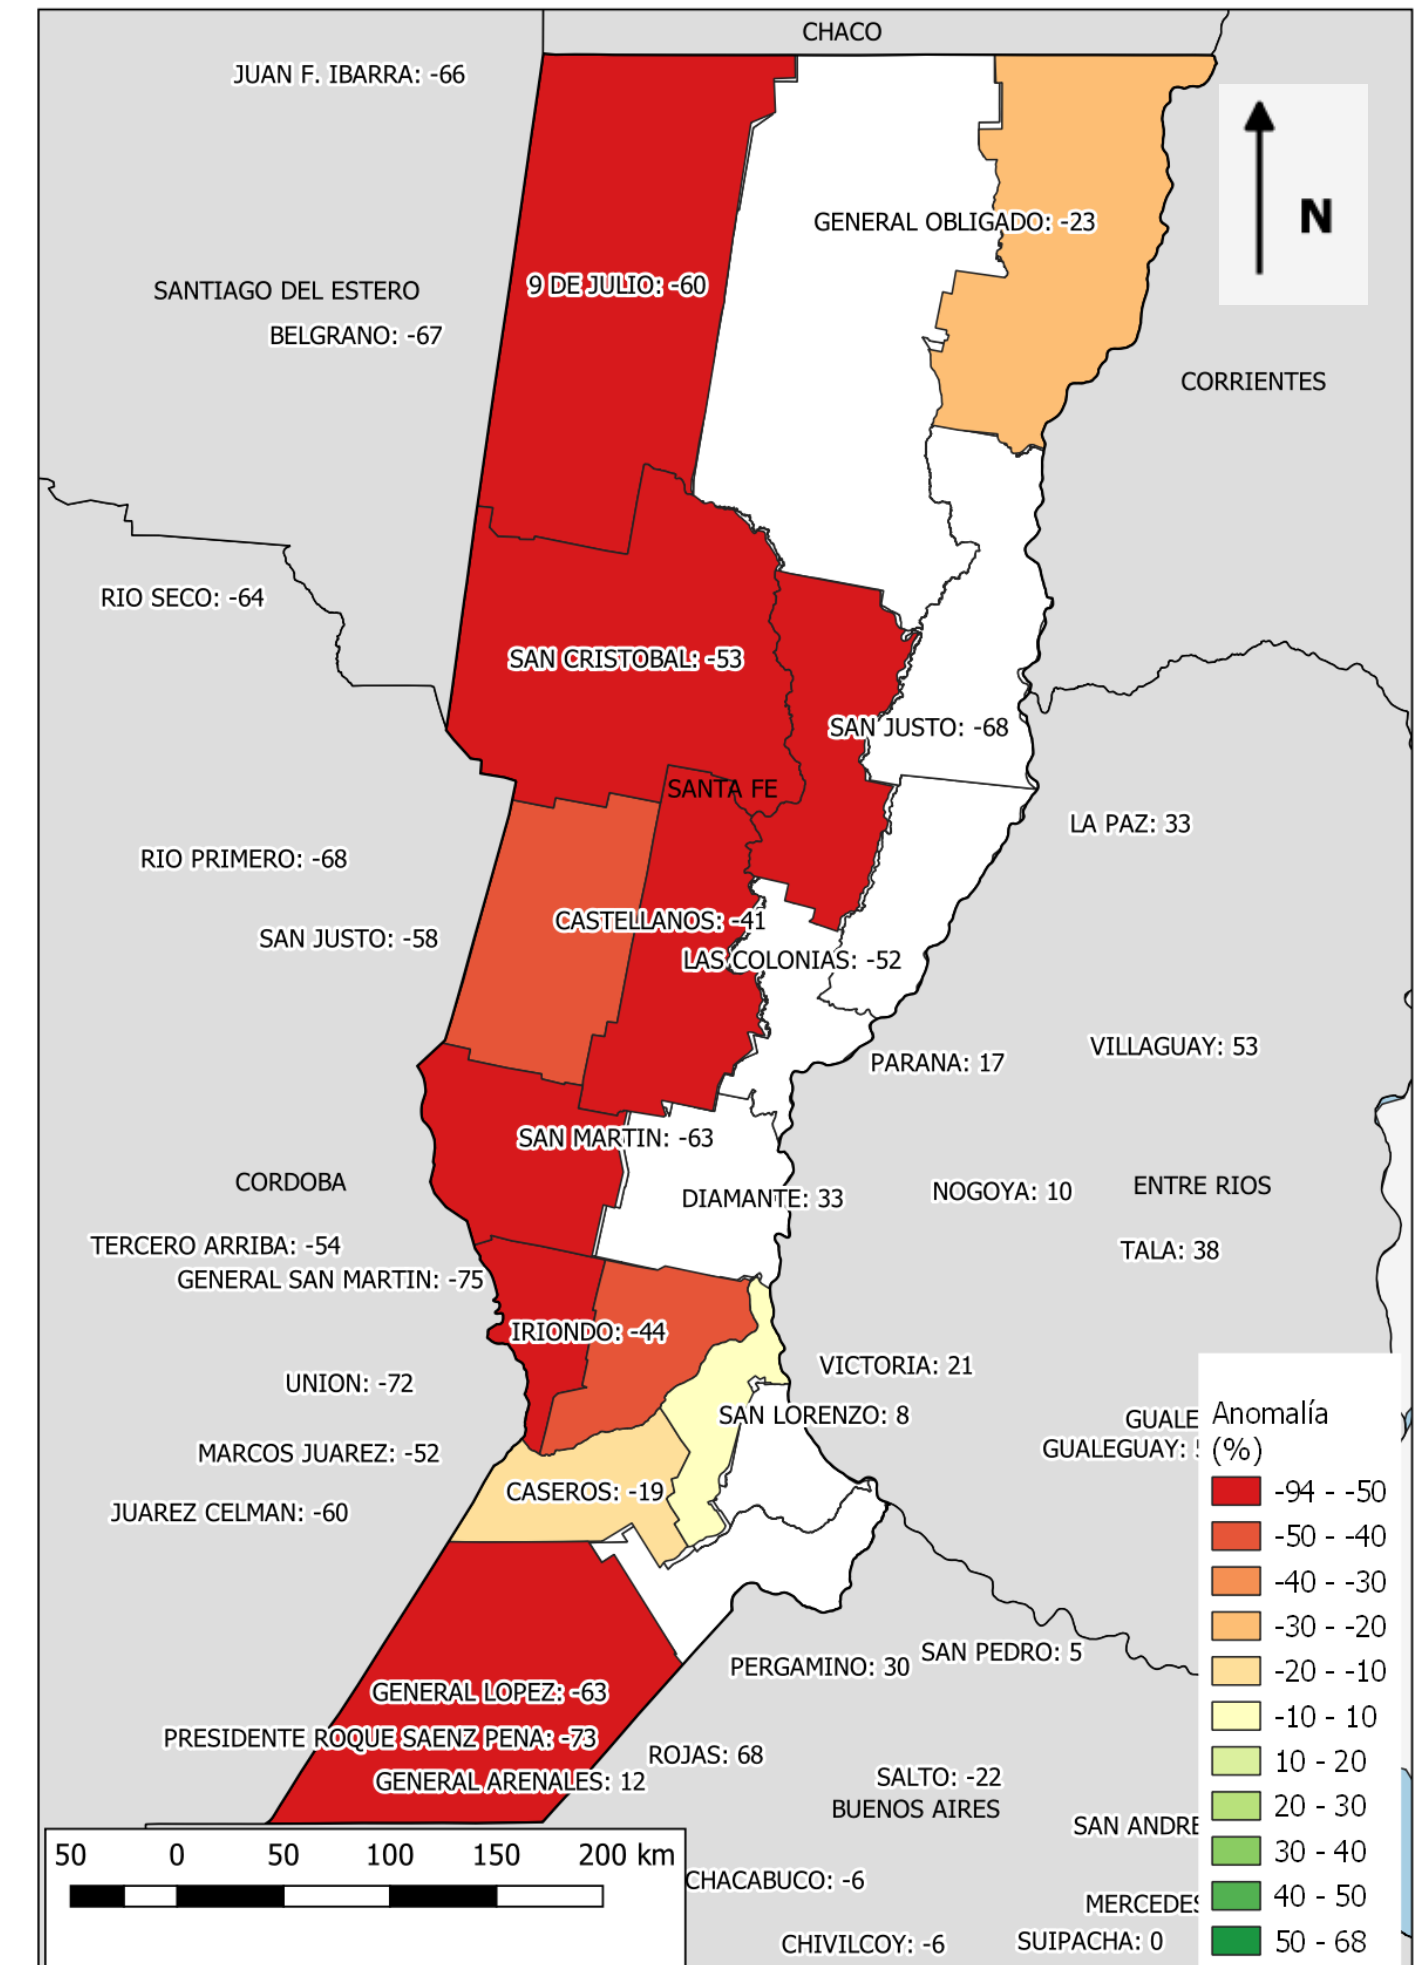 CHACO
JUAN F. IBARRA: -66
N
GENERAL OBLIGADO: -23
9 DE JULIO: -60
SANTIAGO DEL ESTERO
BELGRANO: -67
CORRIENTES
RIO SECO: -64
SAN CRISTOBAL: -53
SAN JUSTO: -68
SANTA FE
LA PAZ: 33
RIO PRIMERO: -68
CASTELLANOS: -41
SAN JUSTO: -58
LAS COLONIAS: -52
VILLAGUAY: 53
PARANA: 17
SAN MARTIN: -63
CORDOBA
ENTRE RIOS
NOGOYA: 10
DIAMANTE: 33
TERCERO ARRIBA: -54
TALA: 38
GENERAL SAN MARTIN: -75
IRIONDO: -44
VICTORIA: 21
UNION: -72
SAN LORENZO: 8
GUALE
GUALEGUAY:
MARCOS JUAREZ: -52
CASEROS: -19
JUAREZ CELMAN: -60
SAN PEDRO: 5
PERGAMINO: 30
GENERAL LOPEZ: -63
PRESIDENTE ROQUE SAENZ PENA: -73
ROJAS: 68
GENERAL ARENALES: 12
SALTO: -22
BUENOS AIRES
SAN ANDRE
CHACABUCO: -6
MERCEDES
CHIVILCOY: -6
SUIPACHA: 0
Anomalía
(%)
-94 - -50
-50 - -40
-40 - -30
-30 - -20
-20 - -10
-10 - 10
10 - 20
20 - 30
30 - 40
40 - 50
50 - 68
50 0 50 100 150 200 km